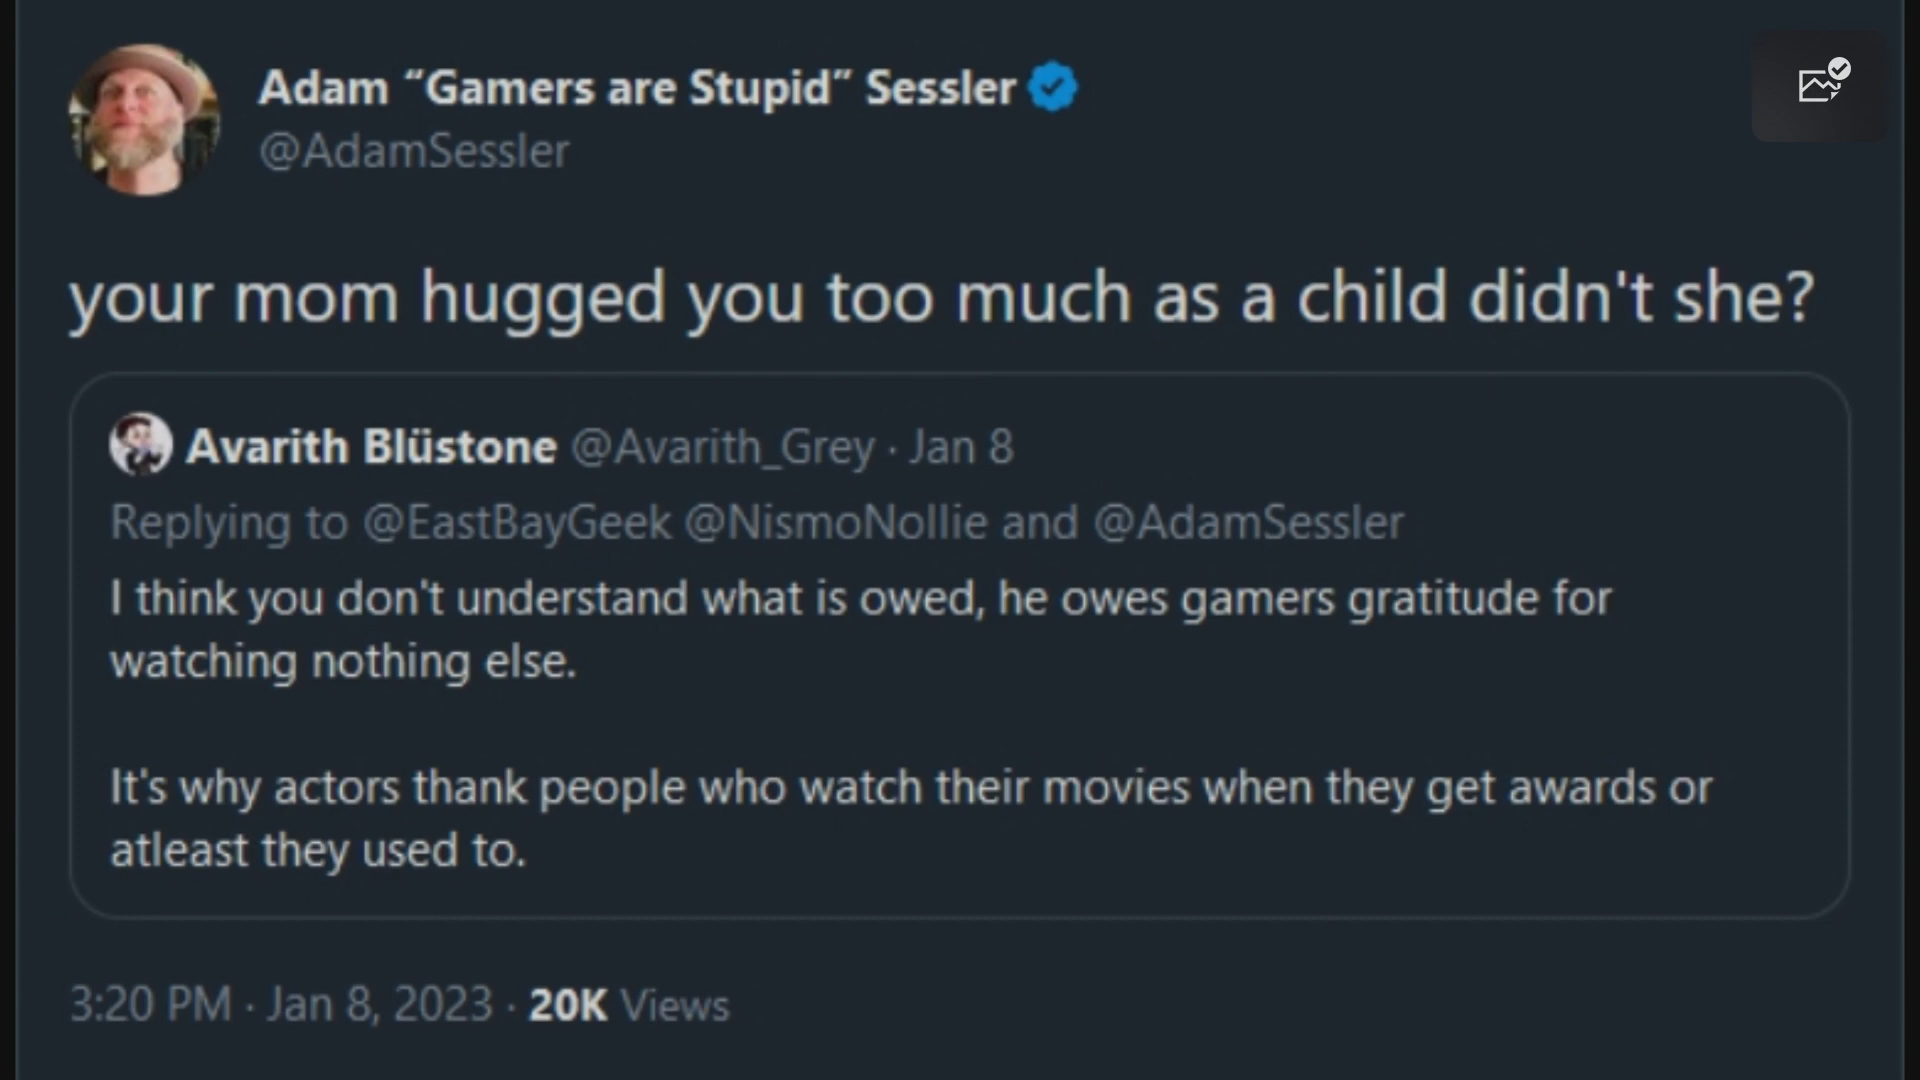 Adam “Gamers are Stupid” Sessler
@AdamSessler
your mom hugged you too much as a child didn't she?
Avarith Blüstone @Avarith_Grey · Jan 8
Replying to @EastBayGeek @NismoNollie and @AdamSessler
I think you don't understand what is owed, he owes gamers gratitude for
watching nothing else.
It's why actors thank people who watch their movies when they get awards or
atleast they used to.
3:20 PM · Jan 8, 2023 · 20K Views